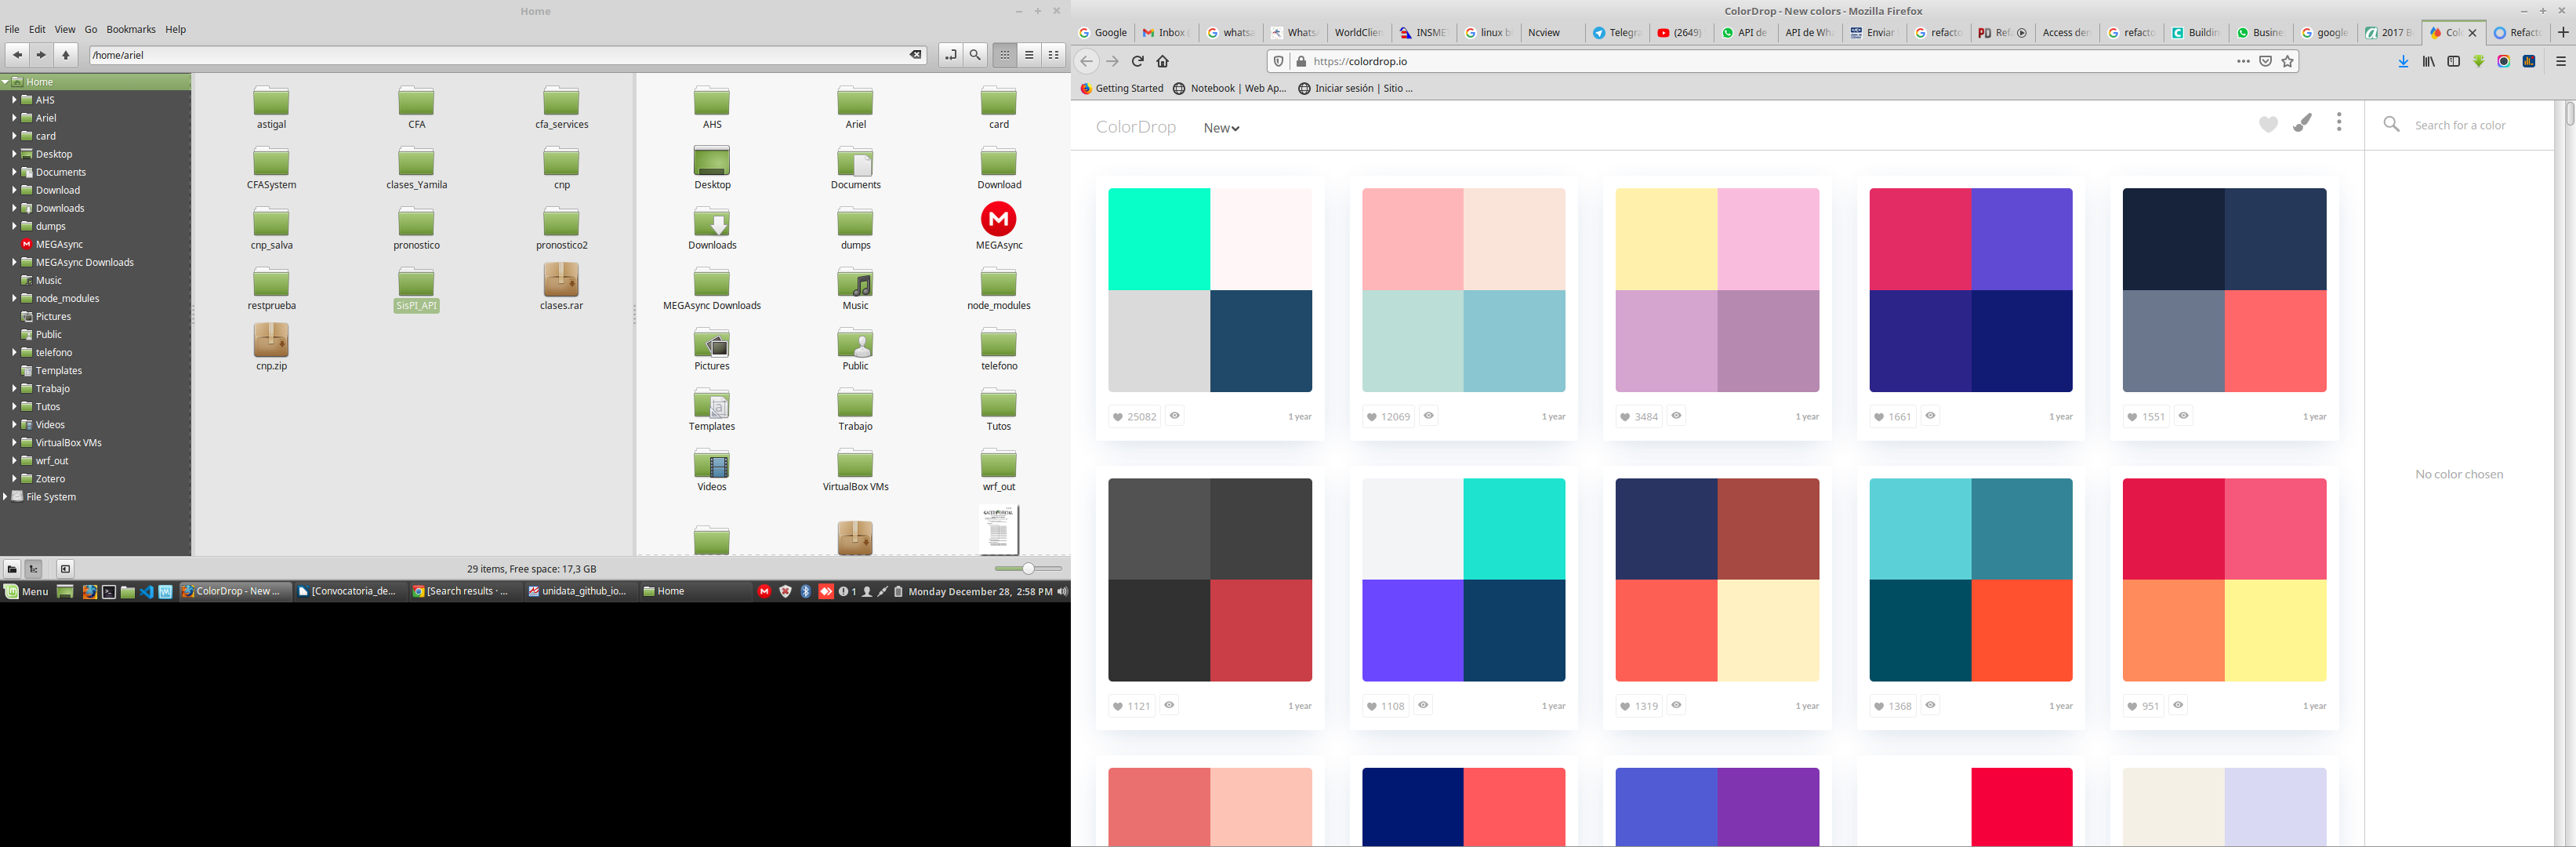 Home
File Edit View Go Bookmarks Help
/home/ariel
Home
AHS
Ariel
card
Desktop
Documents
Download
Downloads
dumps
MEGAsync
MEGAsync Downloads
Music
node_modules
Pictures
Public
telefono
Templates
Trabajo
Tutos
Videos
VirtualBox VMs
wrf_out
Zotero
File System
astigal CFA cfa_services
CFASystem clases_Yamila cnp
cnp_salva pronostico pronostico2
restprueba SisPI_API clases.rar
cnp.zip
AHS Ariel card
Desktop Documents Download
Downloads dumps MEGAsync
MEGAsync Downloads Music node_modules
Pictures Public telefono
Templates Trabajo Tutos
Videos VirtualBox VMs wrf_out
29 items, Free space: 17,3 GB
Menu ColorDrop - New ... [Convocatoria_de... [Search results · ... unidata_github_io... Home 1 Monday December 28, 2:58 PM
ColorDrop - New colors - Mozilla Firefox
Google Inbox whats WhatsA WorldClien INSME linux b Ncview Telegra (2649) API de API de Wha Enviar refacto Ref Access den refacto Buildin Busine google 2017 B Colo Refacto
https://colordrop.io
Getting Started Notebook | Web Ap... Iniciar sesión | Sitio ...
ColorDrop New Search for a color
25082 1 year 12069 1 year 3484 1 year 1661 1 year 1551 1 year
No color chosen
1121 1 year 1108 1 year 1319 1 year 1368 1 year 951 1 year